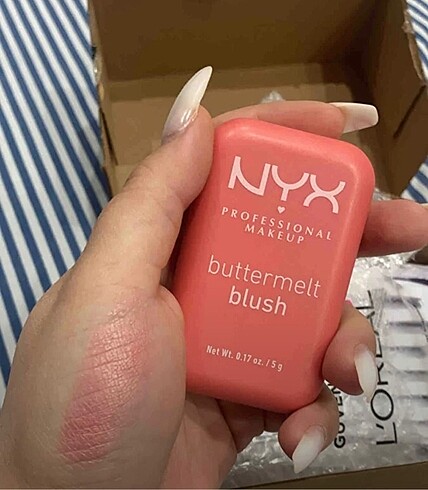 NYX
PROFESSIONAL
MAKEUP
buttermelt
blush
Net Wt. 0.17 oz. / 5 g
L'ORÉAL